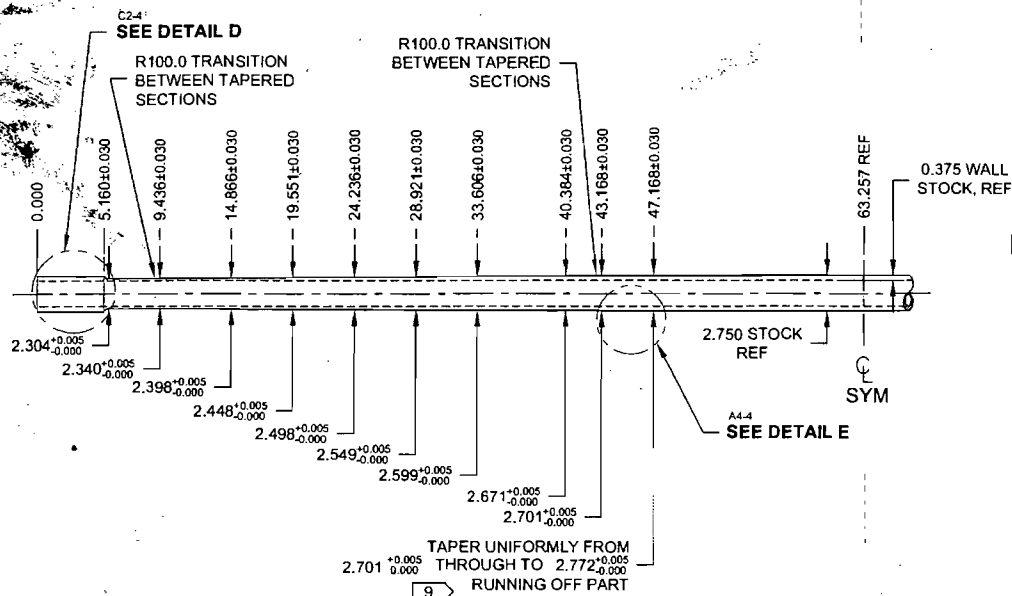 C2-4
SEE DETAIL D
R100.0 TRANSITION
BETWEEN TAPERED
SECTIONS
R100.0 TRANSITION
BETWEEN TAPERED
SECTIONS
0.000
5.160±0.030
9.436±0.030
14.866±0.030
19.551±0.030
24.236±0.030
28.921±0.030
33.606±0.030
40.384±0.030
43.168±0.030
47.168±0.030
63.257 REF
0.375 WALL
STOCK, REF
2.304 +0.005 -0.000
2.340 +0.005 -0.000
2.398 +0.005 -0.000
2.448 +0.005 -0.000
2.498 +0.005 -0.000
2.549 +0.005 -0.000
2.599 +0.005 -0.000
2.671 +0.005 -0.000
2.701 +0.005 -0.000
2.750 STOCK
REF
CL
SYM
A4-4
SEE DETAIL E
TAPER UNIFORMLY FROM
2.701 +0.005 0.000 THROUGH TO 2.772 +0.005 -0.000
RUNNING OFF PART
9